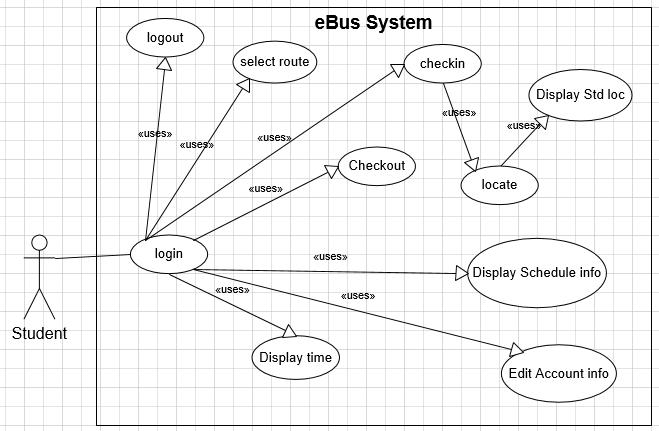 eBus System
logout
select route
checkin
Display Std loc
«uses»
«uses»
«uses»
«uses»
«uses»
Checkout
locate
«uses»
login
«uses»
Display Schedule info
«uses»
«uses»
Student
Display time
Edit Account info